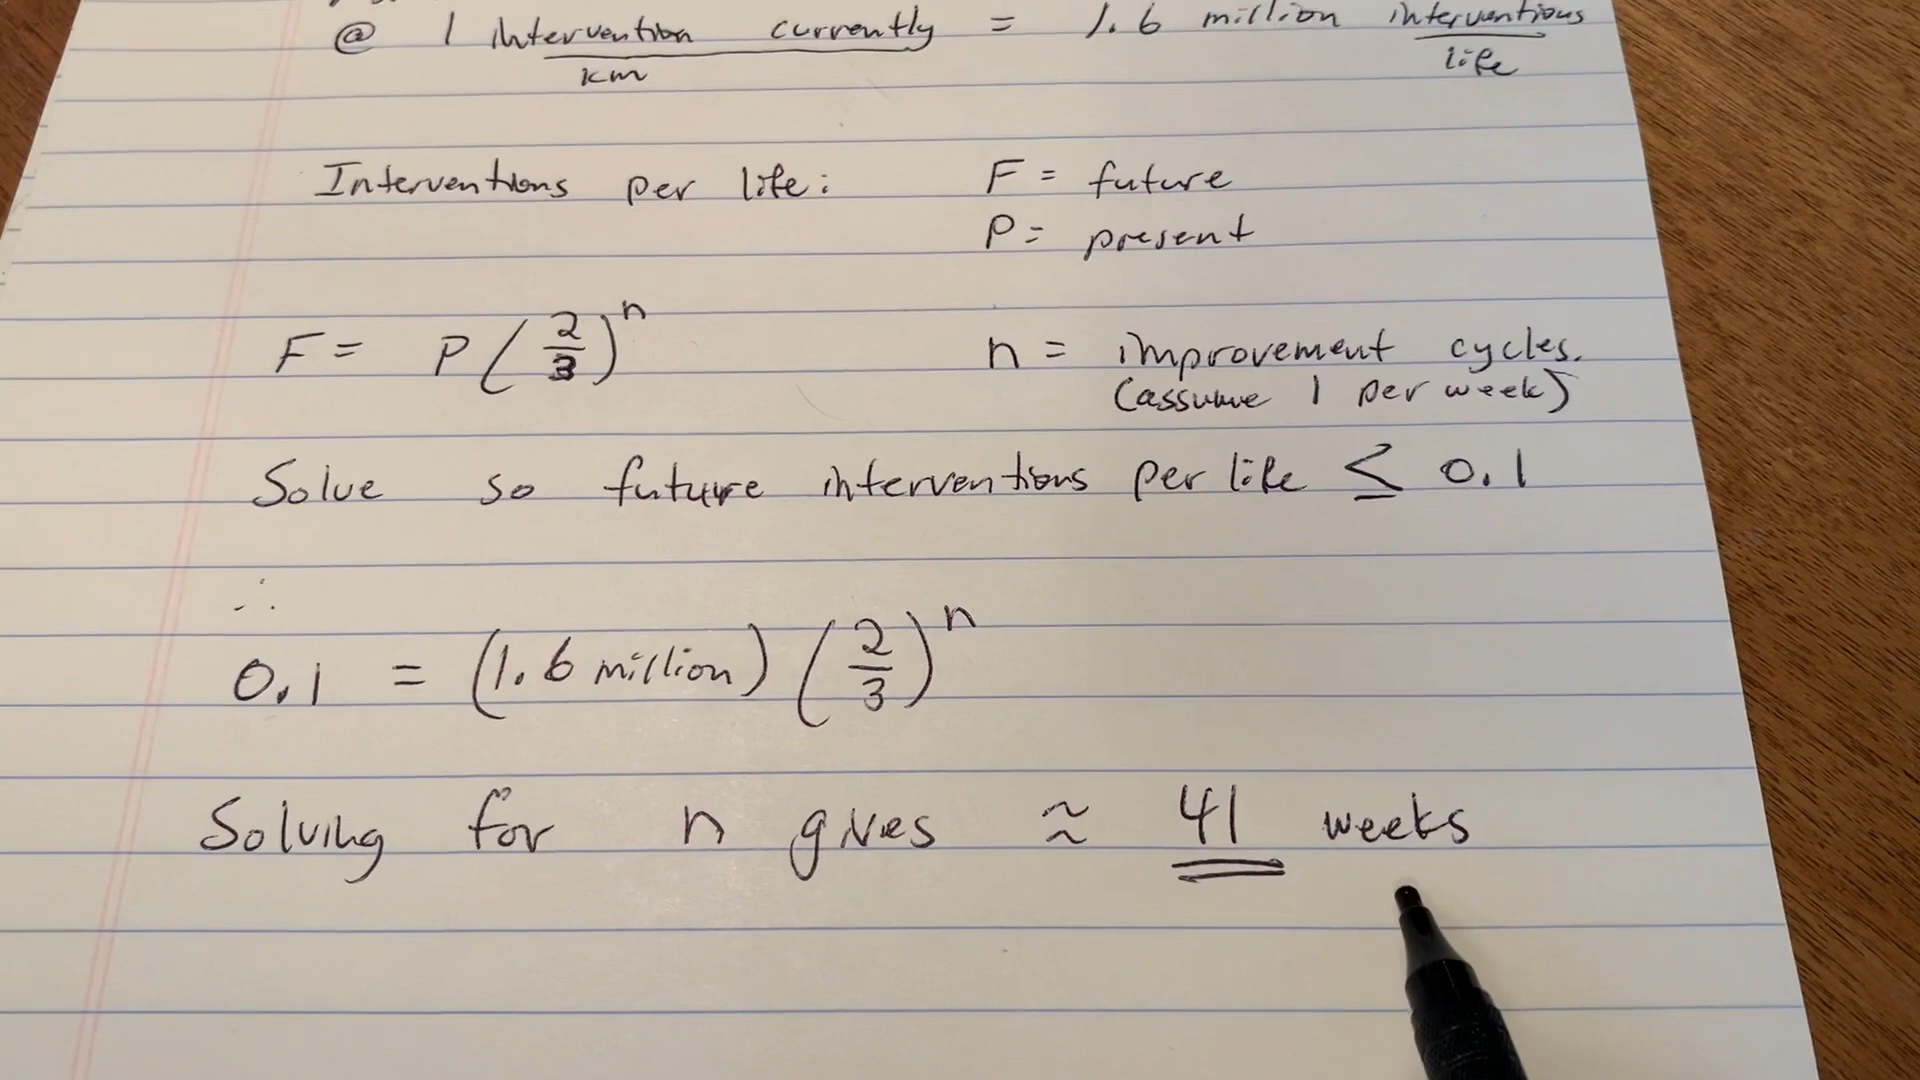 @ 1 intervention currently = 1.6 million interventions
km life
Interventions per life: F = future
P = present
F = P (2/3)^n n = improvement cycles.
(assume 1 per week)
Solve so future interventions per life ≤ 0.1
∴
0.1 = (1.6 million) (2/3)^n
Solving for n gives ≈ 41 weeks